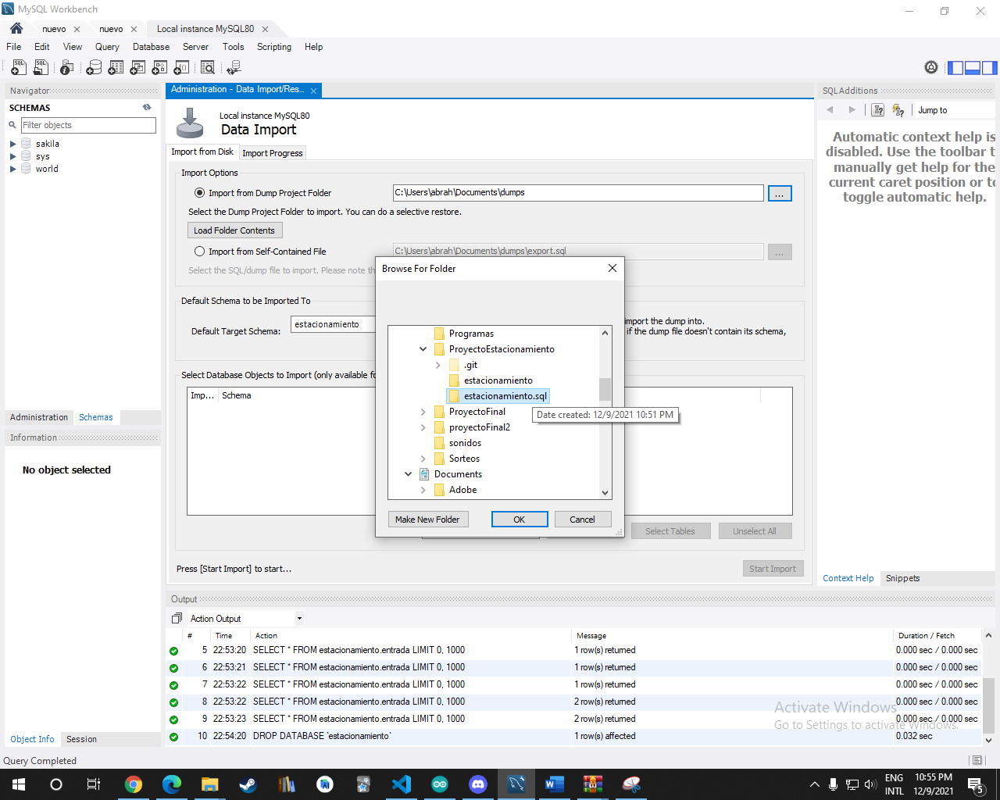 MySQL Workbench
nuevo
nuevo
Local instance MySQL80
File Edit View Query Database Server Tools Scripting Help
Navigator
SCHEMAS
Filter objects
sakila
sys
world
Administration Schemas
Information
No object selected
Object Info Session
Query Completed
Administration - Data Import/Res...
Local instance MySQL80
Data Import
Import from Disk Import Progress
Import Options
Import from Dump Project Folder C:\Users\abrah\Documents\dumps ...
Select the Dump Project Folder to import. You can do a selective restore.
Load Folder Contents
Import from Self-Contained File C:\Users\abrah\Documents\dumps\export.sql ...
Select the SQL/dump file to import. Please note th
Default Schema to be Imported To
Default Target Schema: estacionamiento
import the dump into.
if the dump file doesn't contain its schema,
Select Database Objects to Import (only available fo
Imp... Schema
Select Tables Unselect All
Press [Start Import] to start...
Start Import
Browse For Folder
Programas
ProyectoEstacionamiento
.git
estacionamiento
estacionamiento.sql
ProyectoFinal
proyectoFinal2
sonidos
Sorteos
Documents
Adobe
Date created: 12/9/2021 10:51 PM
Make New Folder OK Cancel
SQLAdditions
Jump to
Automatic context help is
disabled. Use the toolbar t
manually get help for the
current caret position or to
toggle automatic help.
Context Help Snippets
Output
Action Output
# Time Action Message Duration / Fetch
5 22:53:20 SELECT * FROM estacionamiento.entrada LIMIT 0, 1000 1 row(s) returned 0.000 sec / 0.000 sec
6 22:53:21 SELECT * FROM estacionamiento.entrada LIMIT 0, 1000 1 row(s) returned 0.000 sec / 0.000 sec
7 22:53:22 SELECT * FROM estacionamiento.entrada LIMIT 0, 1000 1 row(s) returned 0.000 sec / 0.000 sec
8 22:53:22 SELECT * FROM estacionamiento.entrada LIMIT 0, 1000 2 row(s) returned 0.000 sec / 0.000 sec
9 22:53:23 SELECT * FROM estacionamiento.entrada LIMIT 0, 1000 2 row(s) returned 0.000 sec / 0.000 sec
10 22:54:20 DROP DATABASE `estacionamiento` 1 row(s) affected 0.032 sec
Activate Windows
Go to Settings to activate Windows.
ENG
INTL
10:55 PM
12/9/2021
5